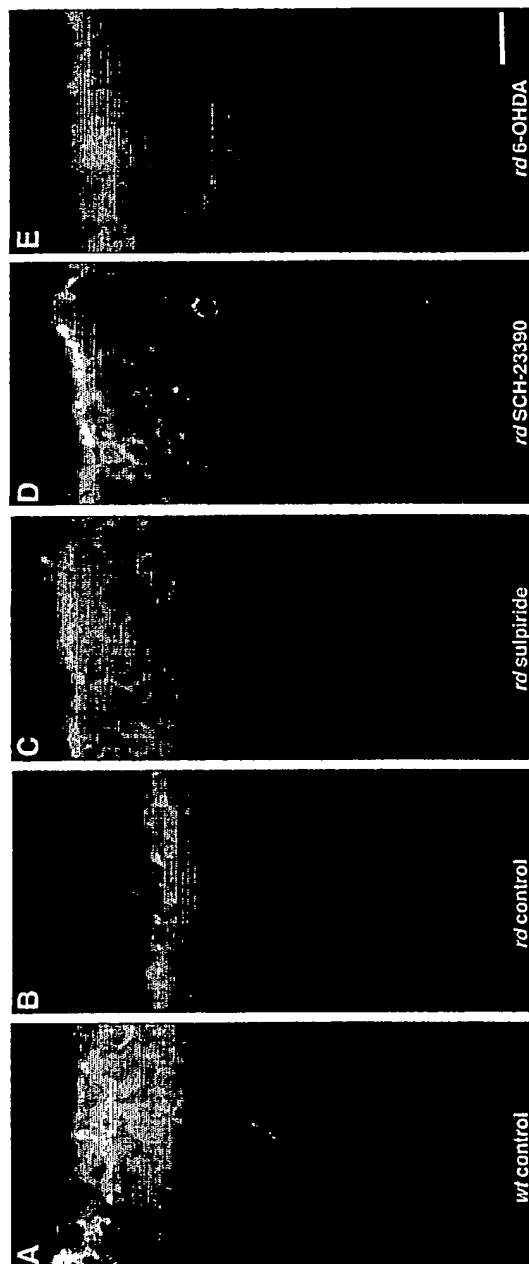 A
wt control
B
rd control
C
rd sulpiride
D
rd SCH-23390
E
rd 6-OHDA